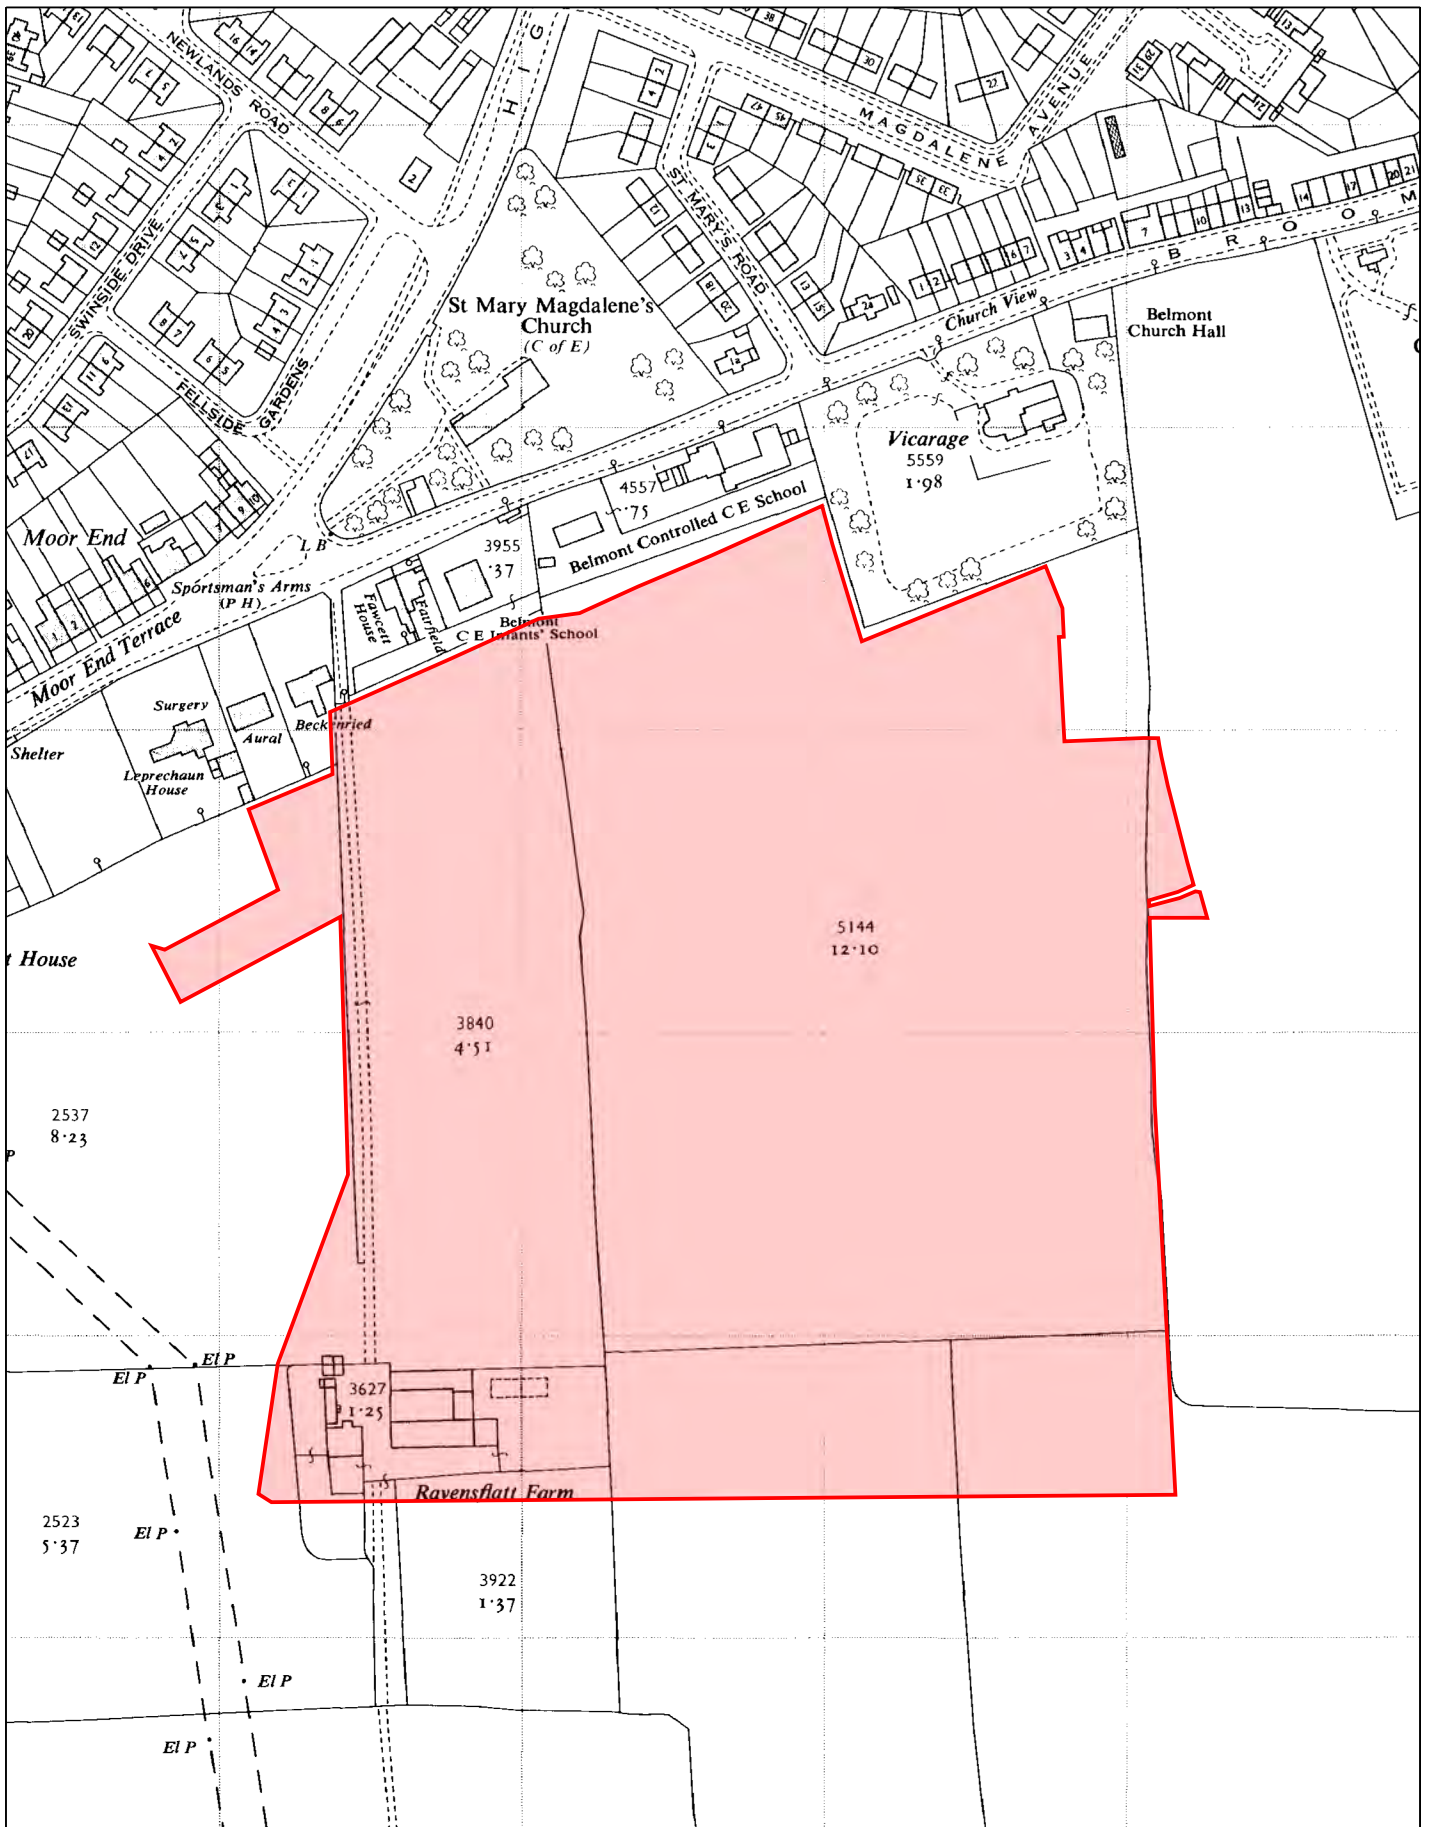 NEWLANDS ROAD
SWINSIDE DRIVE
FELLSIDE GARDENS
H I G
ST MARY'S ROAD
MAGDALENE AVENUE
St Mary Magdalene's
Church
(C of E)
Church View
B R O O M
Belmont
Church Hall
Vicarage
5559
1·98
4557
·75
Belmont Controlled C E School
3955
·37
Belmont
C E Infants' School
L B
Moor End
Sportsman's Arms
(P H)
Moor End Terrace
Fawcett
House
Fairfield
Surgery
Aural
Beckenried
Leprechaun
House
Shelter
t House
5144
12·10
3840
4·51
2537
8·23
P
El P
El P
3627
1·25
Ravensflatt Farm
2523
5·37
El P
3922
1·37
El P
El P